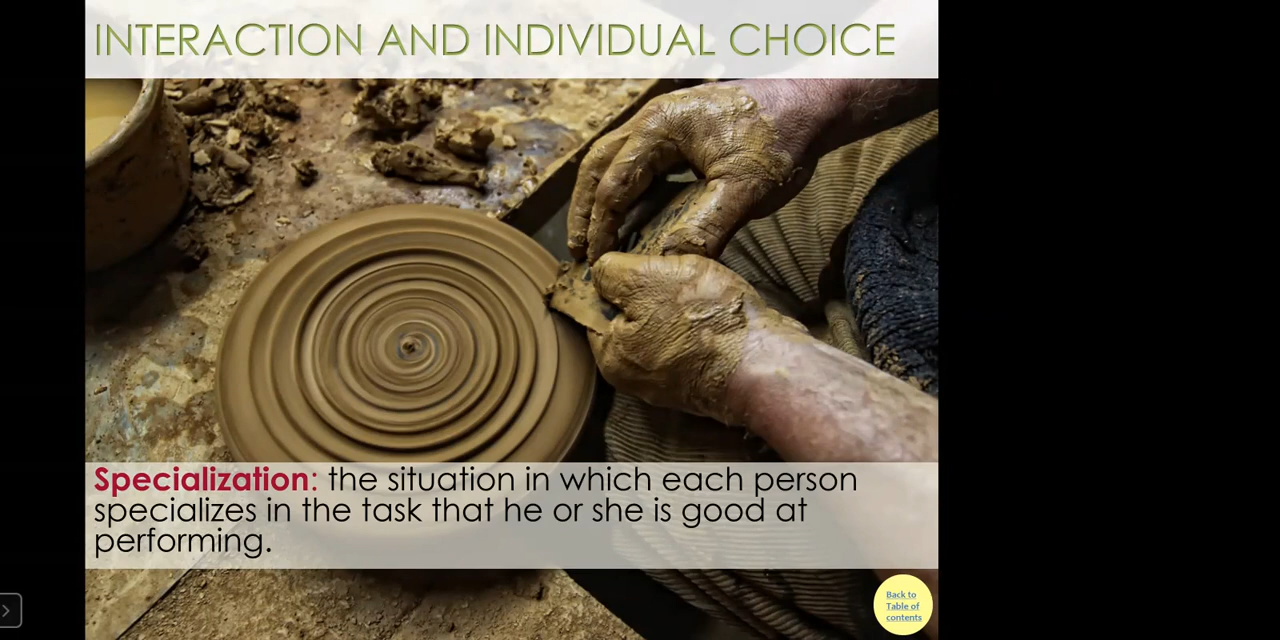 INTERACTION AND INDIVIDUAL CHOICE
Specialization: the situation in which each person
specializes in the task that he or she is good at
performing.
Back to
Table of
contents